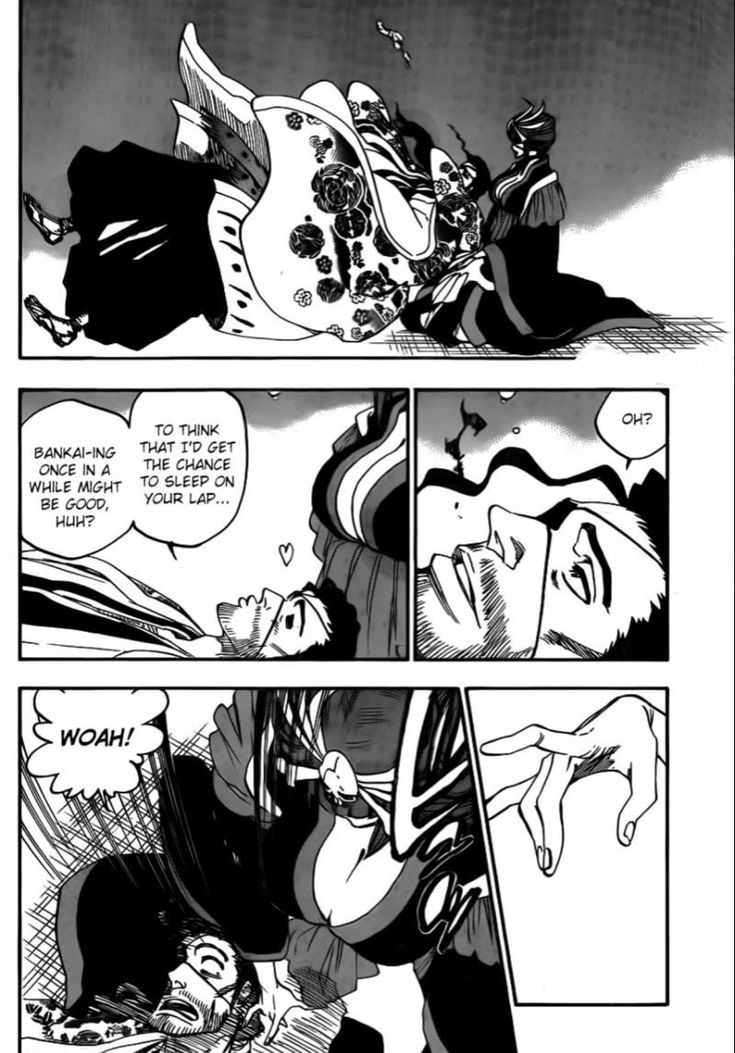 OH?
TO THINK
THAT I'D GET
THE CHANCE
TO SLEEP ON
YOUR LAP...
BANKAI-ING
ONCE IN A
WHILE MIGHT
BE GOOD,
HUH?
WOAH!